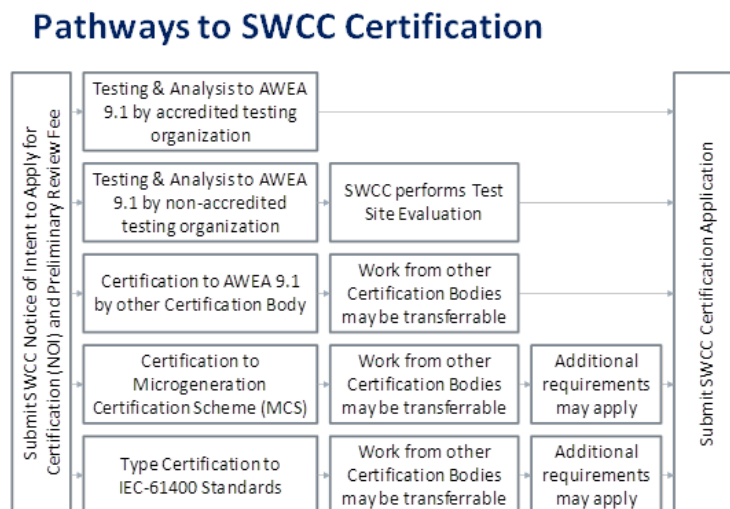 Pathways to SWCC Certification
Submit SWCC Notice of Intent to Apply for
Certification (NOI) and Preliminary Review Fee
Testing & Analysis to AWEA
9.1 by accredited testing
organization
Testing & Analysis to AWEA
9.1 by non-accredited
testing organization
SWCC performs Test
Site Evaluation
Certification to AWEA 9.1
by other Certification Body
Work from other
Certification Bodies
may be transferrable
Certification to
Microgeneration
Certification Scheme (MCS)
Work from other
Certification Bodies
may be transferrable
Additional
requirements
may apply
Type Certification to
IEC-61400 Standards
Work from other
Certification Bodies
may be transferrable
Additional
requirements
may apply
Submit SWCC Certification Application